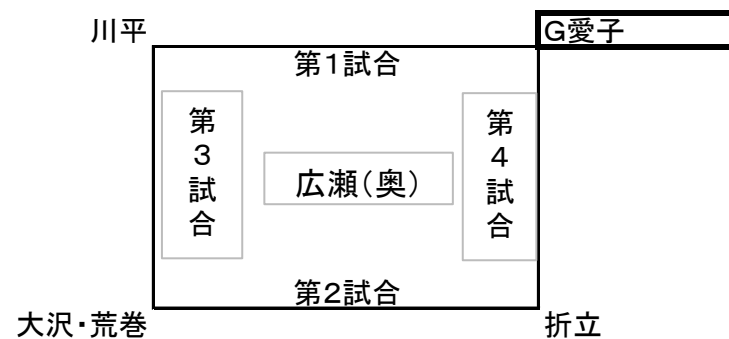 川平
G愛子
第1試合
第3試合
第4試合
広瀬(奥)
第2試合
大沢・荒巻
折立